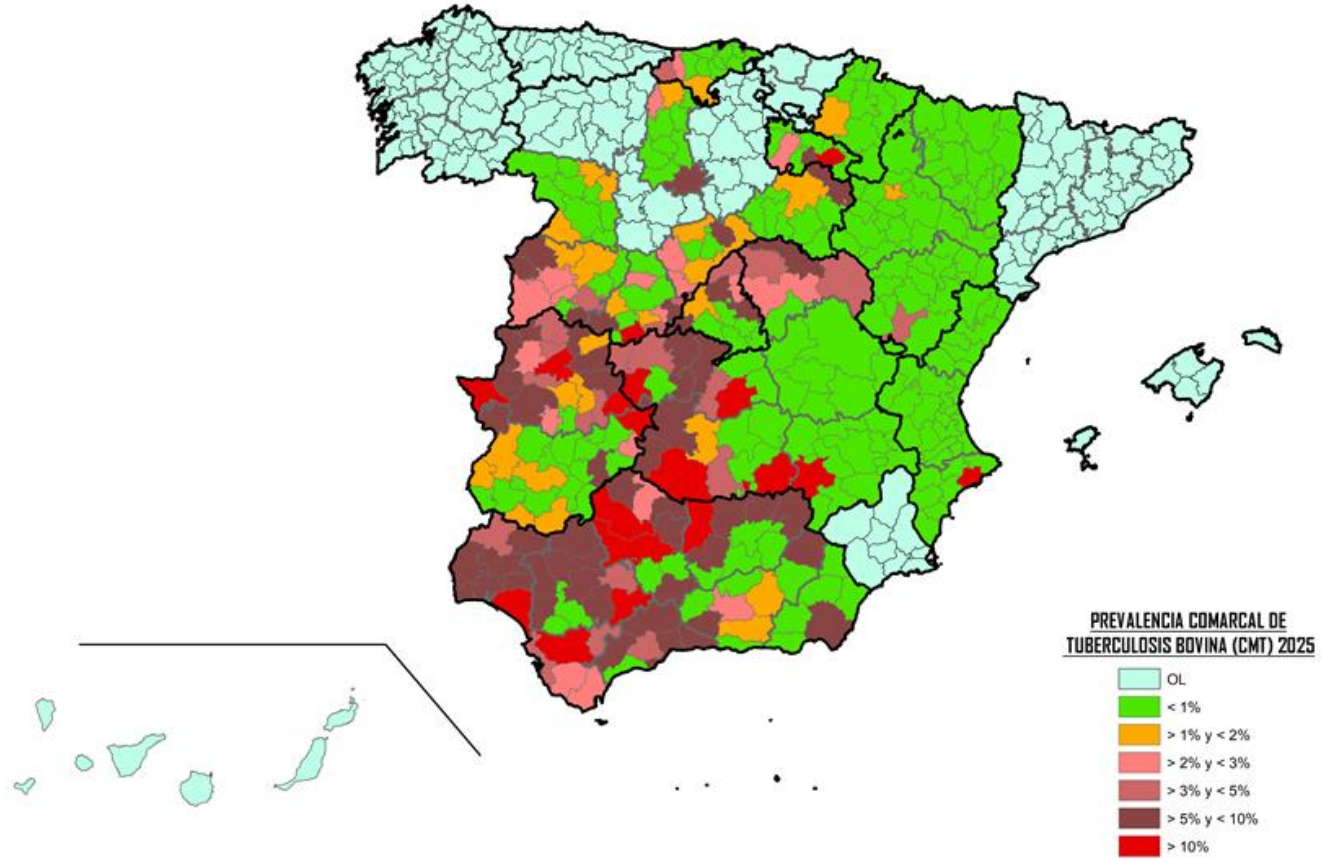 PREVALENCIA COMARCAL DE
TUBERCULOSIS BOVINA (CMT) 2025
OL
< 1%
> 1% y < 2%
> 2% y < 3%
> 3% y < 5%
> 5% y < 10%
> 10%